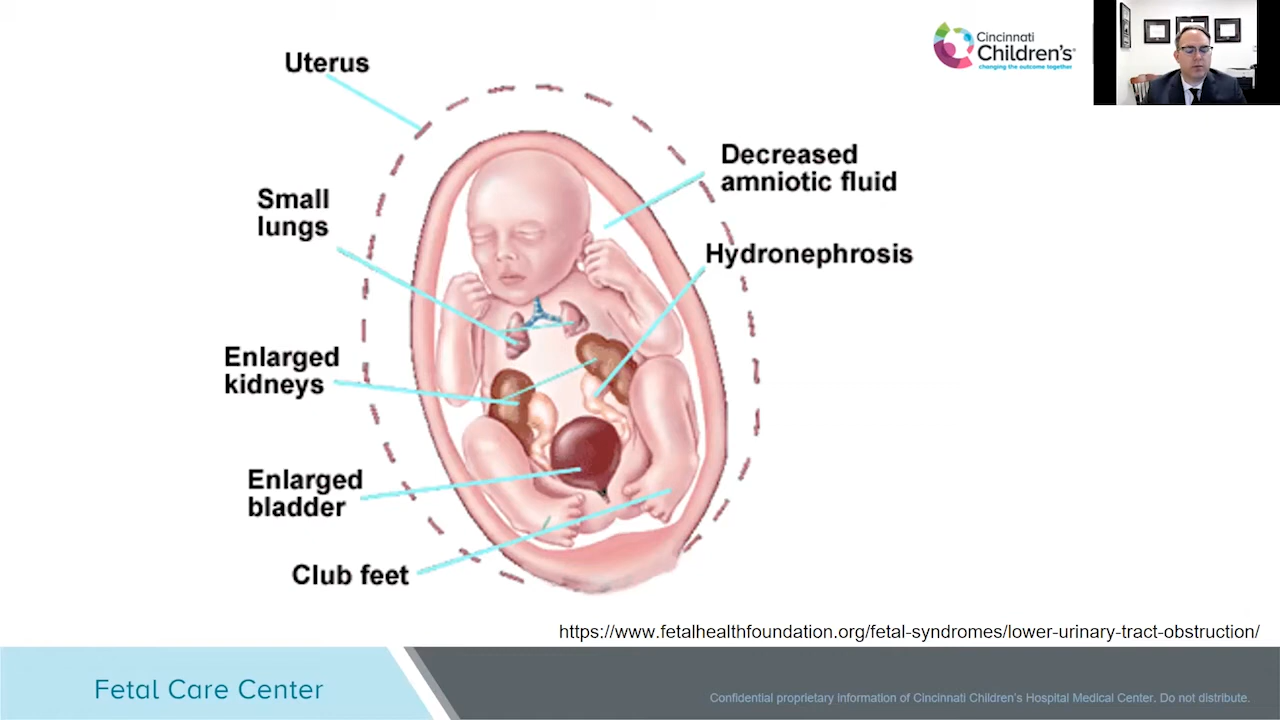 Uterus
Cincinnati
Children's
changing the outcome together
Decreased
amniotic fluid
Small
lungs
Hydronephrosis
Enlarged
kidneys
Enlarged
bladder
Club feet
https://www.fetalhealthfoundation.org/fetal-syndromes/lower-urinary-tract-obstruction/
Fetal Care Center
Confidential proprietary information of Cincinnati Children's Hospital Medical Center. Do not distribute.